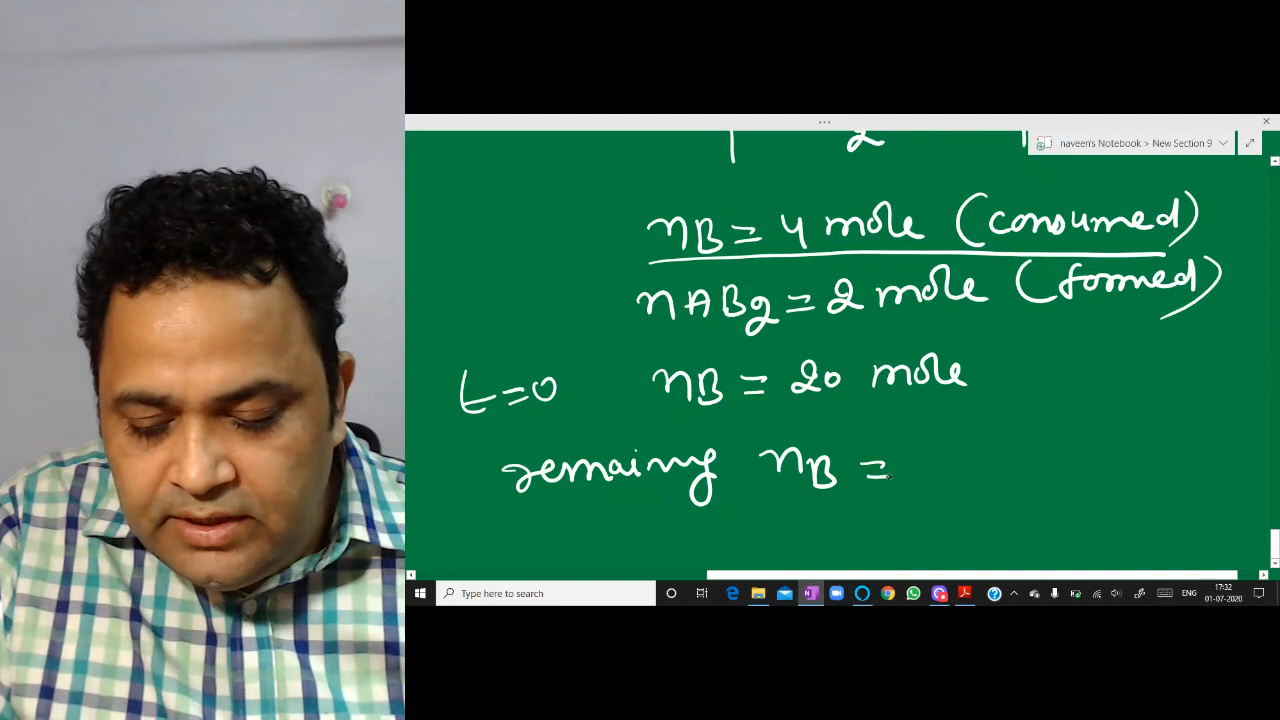 2
naveen's Notebook > New Section 9
nB = 4 mole (consumed)
nAB2 = 2 mole (formed)
t=0 nB = 20 mole
remaing nB =
Type here to search
ENG
17:32
01-07-2020